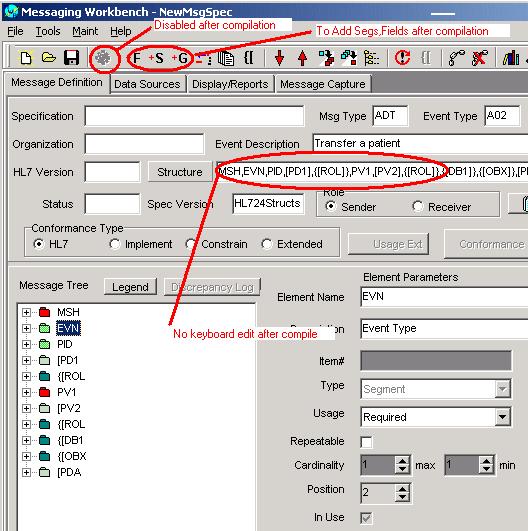 Messaging Workbench - NewMsgSpec
Disabled after compilation
File Tools Maint Help
To Add Segs,Fields after compilation
F +S +G
Message Definition Data Sources Display/Reports Message Capture
Specification Msg Type ADT Event Type A02
Organization Event Description Transfer a patient
HL7 Version Structure MSH,EVN,PID,[PD1],{[ROL]},PV1,[PV2],{[ROL]},{[DB1]},{[OBX]},[P
Status Spec Version HL724Structs Role
Sender Receiver
Conformance Type
HL7 Implement Constrain Extended Usage Ext Conformance
Message Tree Legend Discrepancy Log
Element Parameters
Element Name EVN
No keyboard edit after compile
Event Type
Item#
Type Segment
Usage Required
Repeatable
Cardinality 1 max 1 min
Position 2
In Use
MSH
EVN
PID
[PD1
{[ROL
PV1
[PV2
{[ROL
{[DB1
{[OBX
[PDA